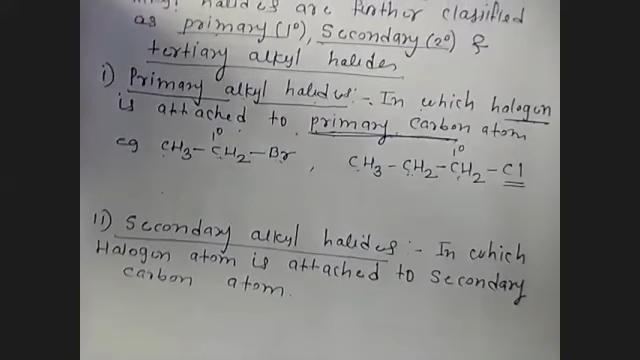 halides are further classified
as primary (1°), Secondary (2°) &
tertiary alkyl halides
i) Primary alkyl halides :- In which halogen
is attached to primary carbon atom
1° 1°
eg CH3-CH2-Br , CH3-CH2-CH2-Cl
ii) Secondary alkyl halides :- In which
Halogen atom is attached to secondary
carbon atom.